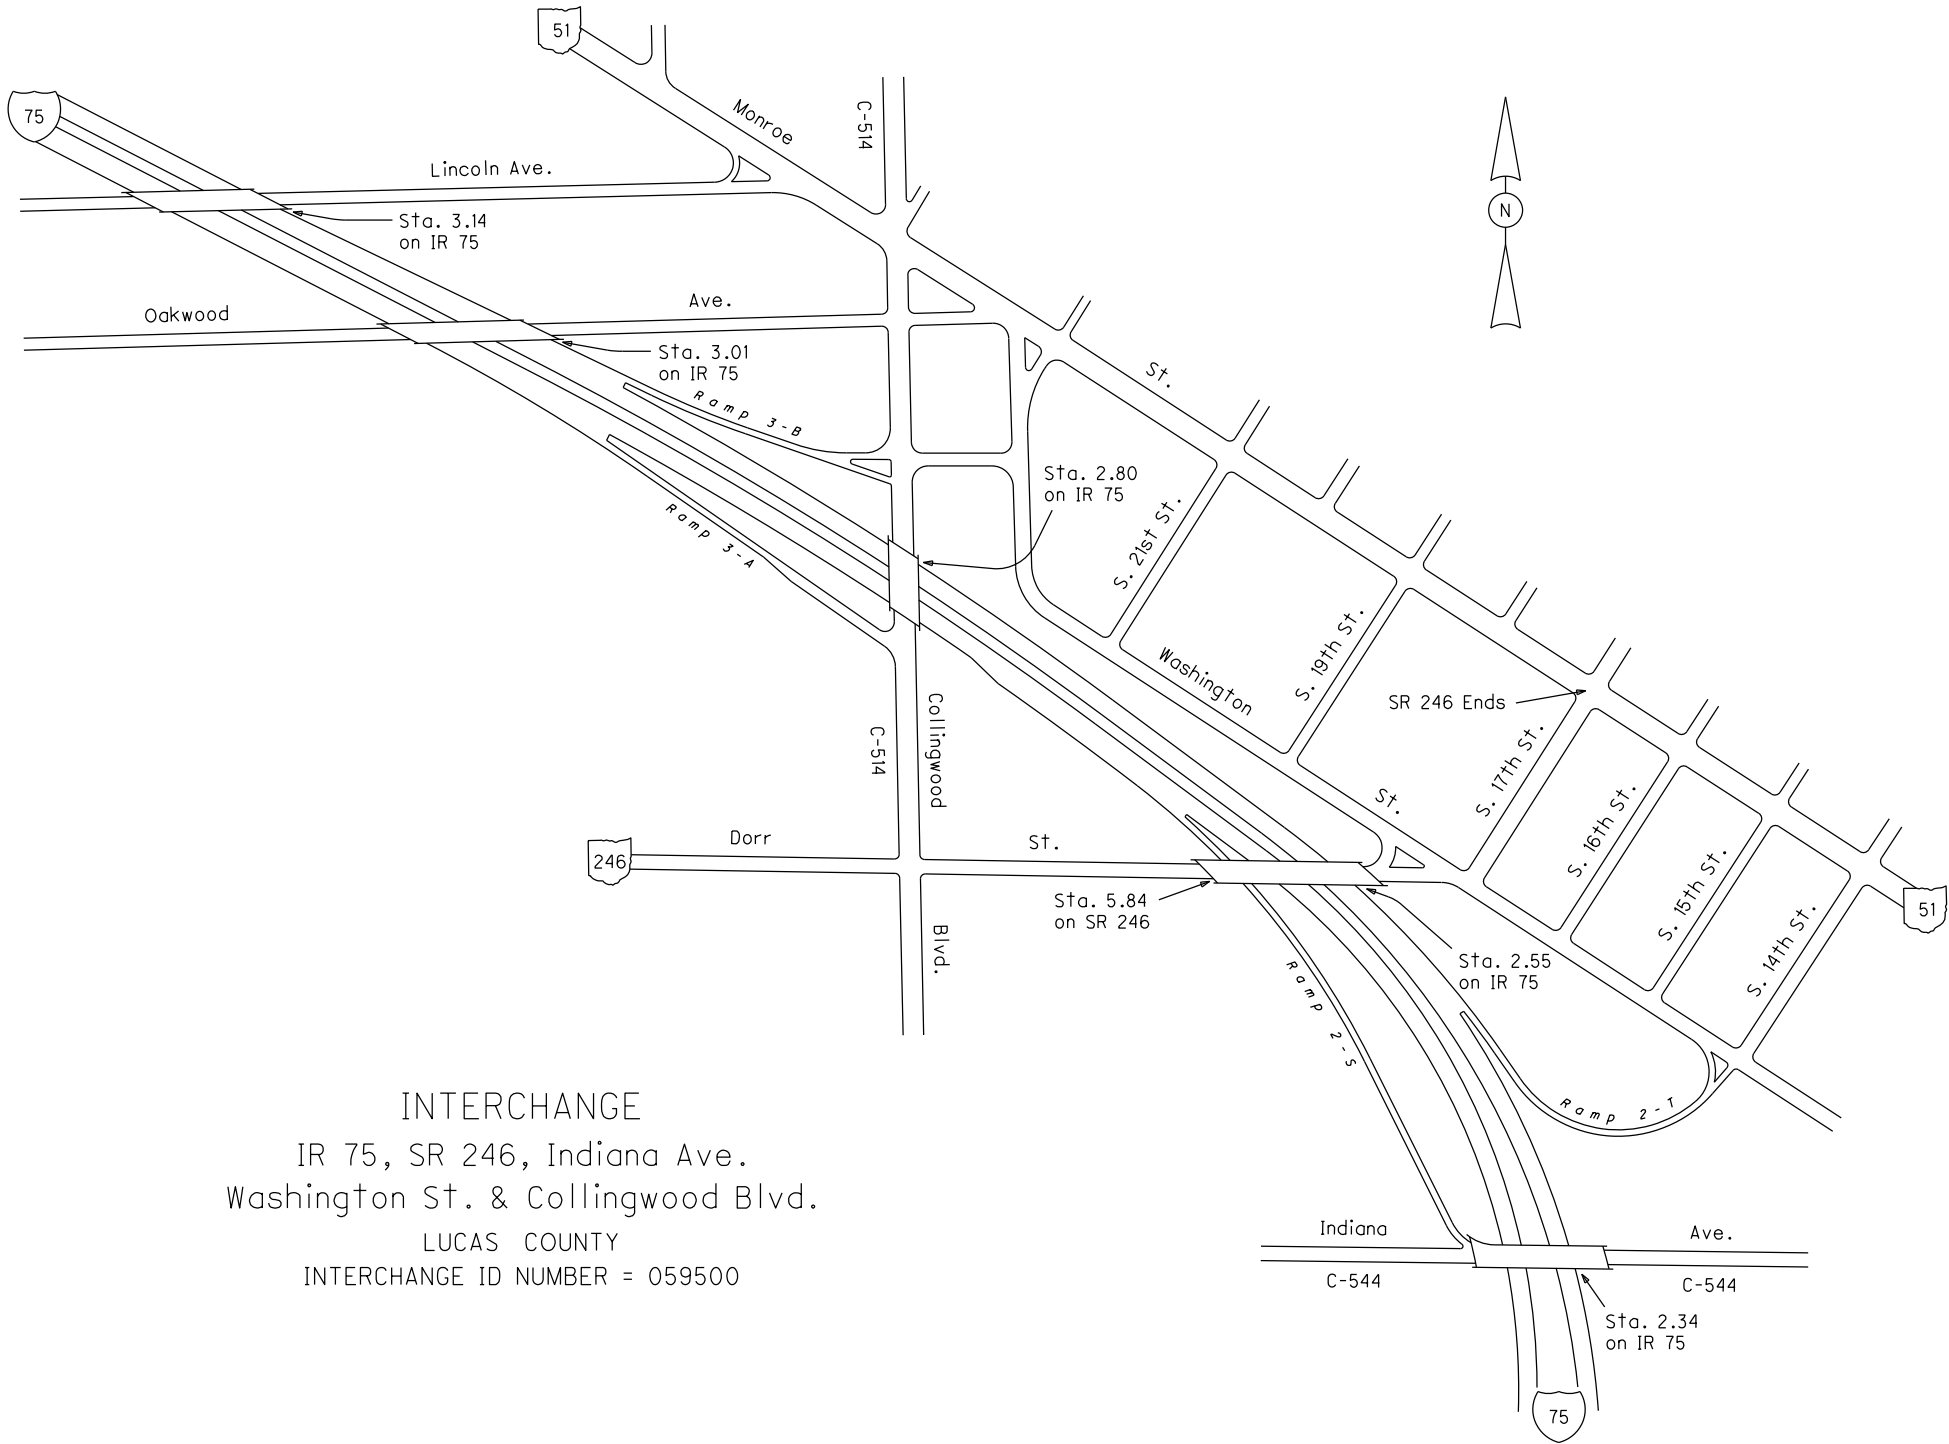 51
75
Monroe
C-514
Lincoln Ave.
Sta. 3.14
on IR 75
N
Oakwood
Ave.
Sta. 3.01
on IR 75
St.
Ramp 3-B
Sta. 2.80
on IR 75
Ramp 3-A
S. 21st St.
S. 19th St.
Washington
SR 246 Ends
S. 17th St.
Collingwood
C-514
St.
S. 16th St.
Dorr
St.
246
S. 15th St.
Sta. 5.84
on SR 246
51
Blvd.
S. 14th St.
Sta. 2.55
on IR 75
Ramp 2-S
Ramp 2-T
INTERCHANGE
IR 75, SR 246, Indiana Ave.
Washington St. & Collingwood Blvd.
LUCAS COUNTY
INTERCHANGE ID NUMBER = 059500
Indiana
Ave.
C-544
C-544
Sta. 2.34
on IR 75
75